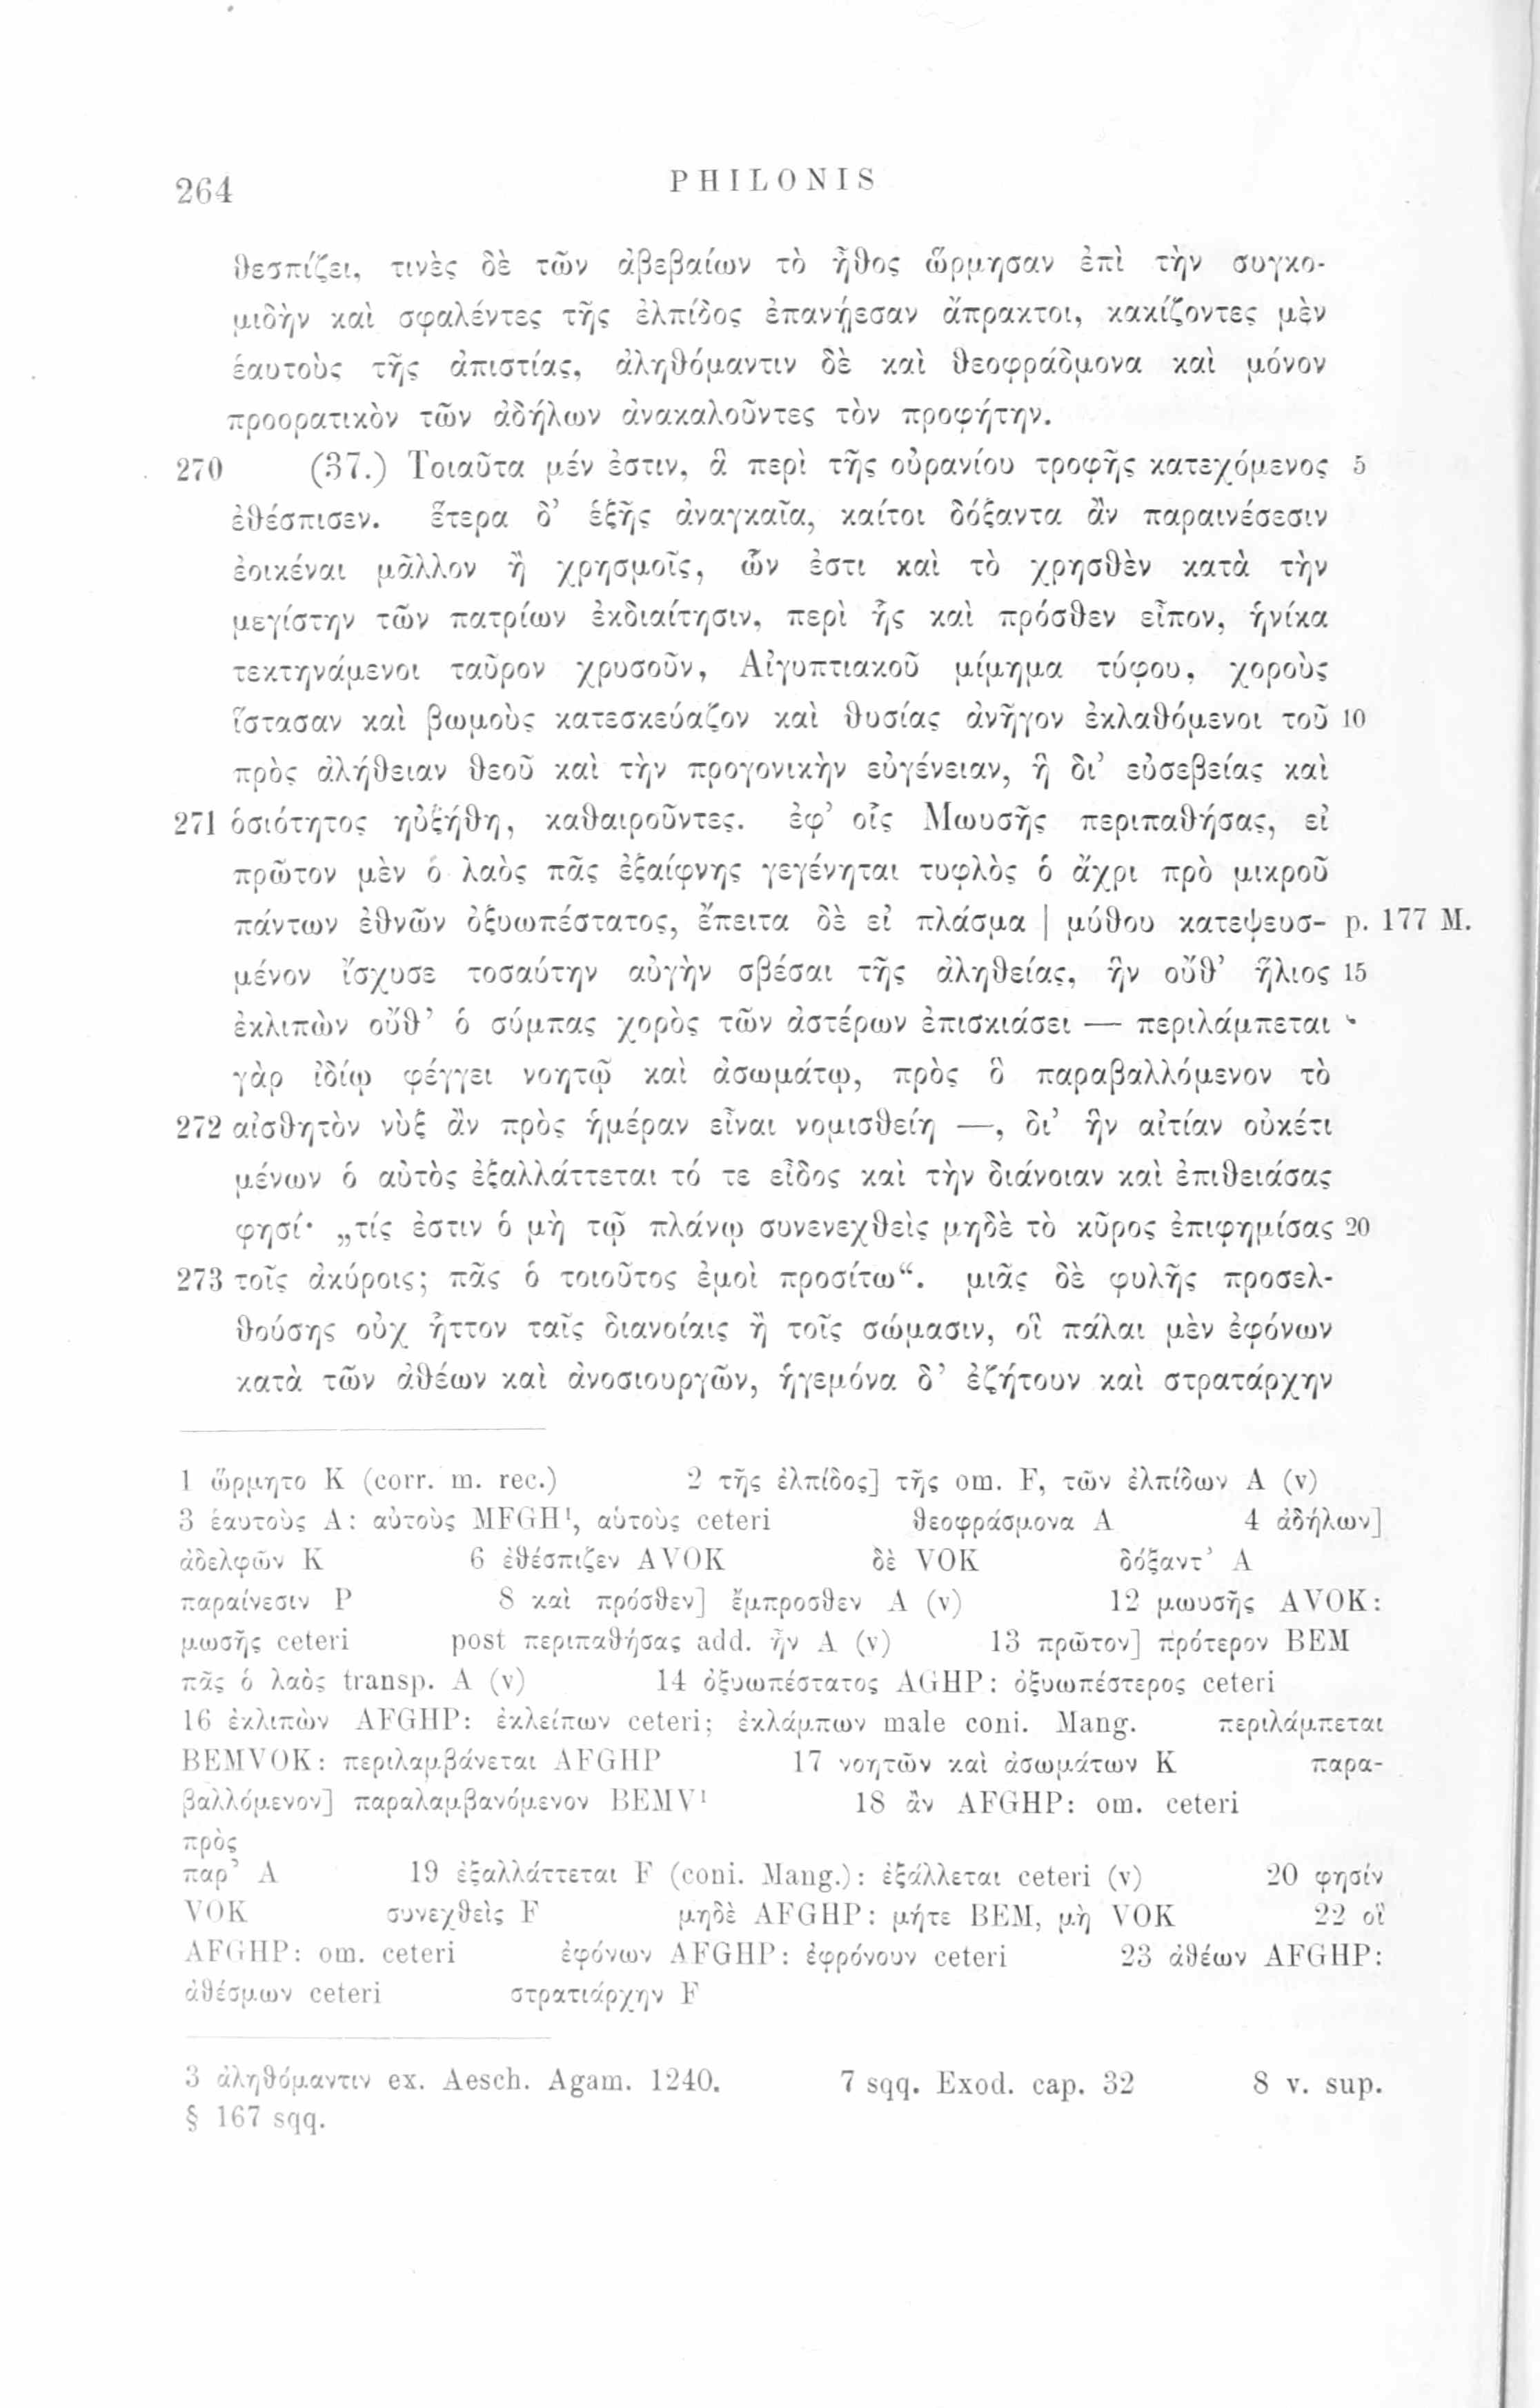 264
PHILONIS
θεσπίζει, τινὲς δὲ τῶν ἀβεβαίων τὸ ἦθος ὥρμησαν ἐπὶ τὴν συγκο-
μιδὴν καὶ σφαλέντες τῆς ἐλπίδος ἐπανῄεσαν ἄπρακτοι, κακίζοντες μὲν
ἑαυτοὺς τῆς ἀπιστίας, ἀληθόμαντιν δὲ καὶ θεοφράδμονα καὶ μόνον
προορατικὸν τῶν ἀδήλων ἀνακαλοῦντες τὸν προφήτην.
270 (37.) Τοιαῦτα μέν ἐστιν, ἃ περὶ τῆς οὐρανίου τροφῆς κατεχόμενος 5
ἐθέσπισεν. ἕτερα δ’ ἑξῆς ἀναγκαῖα, καίτοι δόξαντα ἂν παραινέσεσιν
ἐοικέναι μᾶλλον ἢ χρησμοῖς, ὧν ἐστι καὶ τὸ χρησθὲν κατὰ τὴν
μεγίστην τῶν πατρίων ἐκδιαίτησιν, περὶ ἧς καὶ πρόσθεν εἶπον, ἡνίκα
τεκτηνάμενοι ταῦρον χρυσοῦν, Αἰγυπτιακοῦ μίμημα τύφου, χοροὺς
ἵστασαν καὶ βωμοὺς κατεσκεύαζον καὶ θυσίας ἀνῆγον ἐκλαθόμενοι τοῦ 10
πρὸς ἀλήθειαν θεοῦ καὶ τὴν προγονικὴν εὐγένειαν, ἣ δι’ εὐσεβείας καὶ
271 ὁσιότητος ηὐξήθη, καθαιροῦντες. ἐφ’ οἷς Μωυσῆς περιπαθήσας, εἰ
πρῶτον μὲν ὁ λαὸς πᾶς ἐξαίφνης γεγένηται τυφλὸς ὁ ἄχρι πρὸ μικροῦ
πάντων ἐθνῶν ὀξυωπέστατος, ἔπειτα δὲ εἰ πλάσμα | μύθου κατεψευσ- p. 177 M.
μένον ἴσχυσε τοσαύτην αὐγὴν σβέσαι τῆς ἀληθείας, ἣν οὔθ’ ἥλιος 15
ἐκλιπὼν οὔθ’ ὁ σύμπας χορὸς τῶν ἀστέρων ἐπισκιάσει — περιλάμπεται
γὰρ ἰδίῳ φέγγει νοητῷ καὶ ἀσωμάτῳ, πρὸς ὃ παραβαλλόμενον τὸ
272 αἰσθητὸν νὺξ ἂν πρὸς ἡμέραν εἶναι νομισθείη —, δι’ ἣν αἰτίαν οὐκέτι
μένων ὁ αὐτὸς ἐξαλλάττεται τό τε εἶδος καὶ τὴν διάνοιαν καὶ ἐπιθειάσας
φησί· „τίς ἐστιν ὁ μὴ τῷ πλάνῳ συνενεχθεὶς μηδὲ τὸ κῦρος ἐπιφημίσας 20
273 τοῖς ἀκύροις; πᾶς ὁ τοιοῦτος ἐμοὶ προσίτω“. μιᾶς δὲ φυλῆς προσελ-
θούσης οὐχ ἧττον ταῖς διανοίαις ἢ τοῖς σώμασιν, οἳ πάλαι μὲν ἐφόνων
κατὰ τῶν ἀθέων καὶ ἀνοσιουργῶν, ἡγεμόνα δ’ ἐζήτουν καὶ στρατάρχην
1 ὥρμητο K (corr. m. rec.) 2 τῆς ἐλπίδος] τῆς om. F, τῶν ἐλπίδων A (v)
3 ἑαυτοὺς A: αὐτοὺς MFGH¹, αὑτοὺς ceteri θεοφράσμονα A 4 ἀδήλων]
ἀδελφῶν K 6 ἐθέσπιζεν AVOK δὲ VOK δόξαντ’ A
παραίνεσιν P 8 καὶ πρόσθεν] ἔμπροσθεν A (v) 12 μωυσῆς AVOK:
μωσῆς ceteri post περιπαθήσας add. ἦν A (v) 13 πρῶτον] πρότερον BEM
πᾶς ὁ λαὸς transp. A (v) 14 ὀξυωπέστατος AGHP: ὀξυωπέστερος ceteri
16 ἐκλιπὼν AFGHP: ἐκλείπων ceteri; ἐκλάμπων male coni. Mang. περιλάμπεται
BEMVOK: περιλαμβάνεται AFGHP 17 νοητῶν καὶ ἀσωμάτων K παρα-
βαλλόμενον] παραλαμβανόμενον BEMV¹ 18 ἂν AFGHP: om. ceteri
πρὸς
παρ’ A 19 ἐξαλλάττεται F (coni. Mang.): ἐξάλλεται ceteri (v) 20 φησίν
VOK συνεχθεὶς F μηδὲ AFGHP: μήτε BEM, μὴ VOK 22 οἳ
AFGHP: om. ceteri ἐφόνων AFGHP: ἐφρόνουν ceteri 23 ἀθέων AFGHP:
ἀθέσμων ceteri στρατιάρχην F
3 ἀληθόμαντιν ex. Aesch. Agam. 1240. 7 sqq. Exod. cap. 32 8 v. sup.
§ 167 sqq.